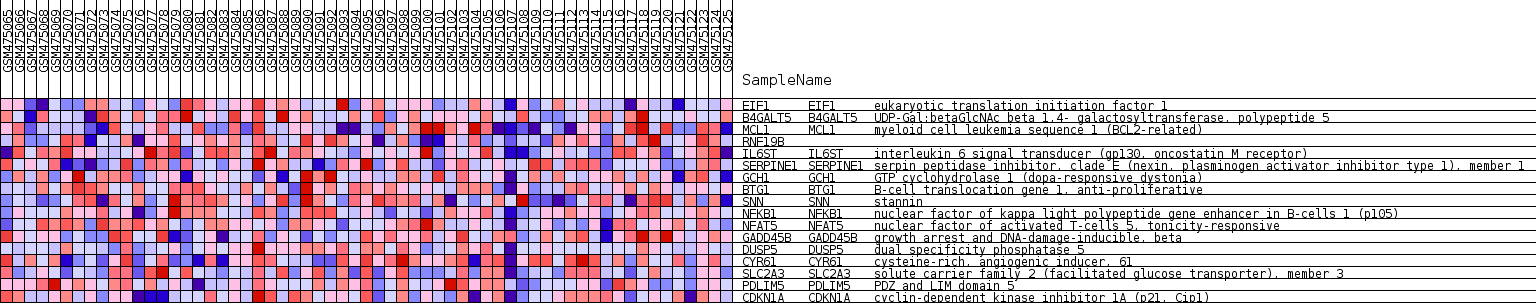 GSM475065
GSM475066
GSM475067
GSM475068
GSM475069
GSM475070
GSM475071
GSM475072
GSM475073
GSM475074
GSM475075
GSM475076
GSM475077
GSM475078
GSM475079
GSM475080
GSM475081
GSM475082
GSM475083
GSM475084
GSM475085
GSM475086
GSM475087
GSM475088
GSM475089
GSM475090
GSM475091
GSM475092
GSM475093
GSM475094
GSM475095
GSM475096
GSM475097
GSM475098
GSM475099
GSM475100
GSM475101
GSM475102
GSM475103
GSM475104
GSM475105
GSM475106
GSM475107
GSM475108
GSM475109
GSM475110
GSM475111
GSM475112
GSM475113
GSM475114
GSM475115
GSM475116
GSM475117
GSM475118
GSM475119
GSM475120
GSM475121
GSM475122
GSM475123
GSM475124
GSM475125
SampleName
EIF1 EIF1 eukaryotic translation initiation factor 1
B4GALT5 B4GALT5 UDP-Gal:betaGlcNAc beta 1,4- galactosyltransferase, polypeptide 5
MCL1 MCL1 myeloid cell leukemia sequence 1 (BCL2-related)
RNF19B
IL6ST IL6ST interleukin 6 signal transducer (gp130, oncostatin M receptor)
SERPINE1 SERPINE1 serpin peptidase inhibitor, clade E (nexin, plasminogen activator inhibitor type 1), member 1
GCH1 GCH1 GTP cyclohydrolase 1 (dopa-responsive dystonia)
BTG1 BTG1 B-cell translocation gene 1, anti-proliferative
SNN SNN stannin
NFKB1 NFKB1 nuclear factor of kappa light polypeptide gene enhancer in B-cells 1 (p105)
NFAT5 NFAT5 nuclear factor of activated T-cells 5, tonicity-responsive
GADD45B GADD45B growth arrest and DNA-damage-inducible, beta
DUSP5 DUSP5 dual specificity phosphatase 5
CYR61 CYR61 cysteine-rich, angiogenic inducer, 61
SLC2A3 SLC2A3 solute carrier family 2 (facilitated glucose transporter), member 3
PDLIM5 PDLIM5 PDZ and LIM domain 5
CDKN1A CDKN1A cyclin-dependent kinase inhibitor 1A (p21, Cip1)